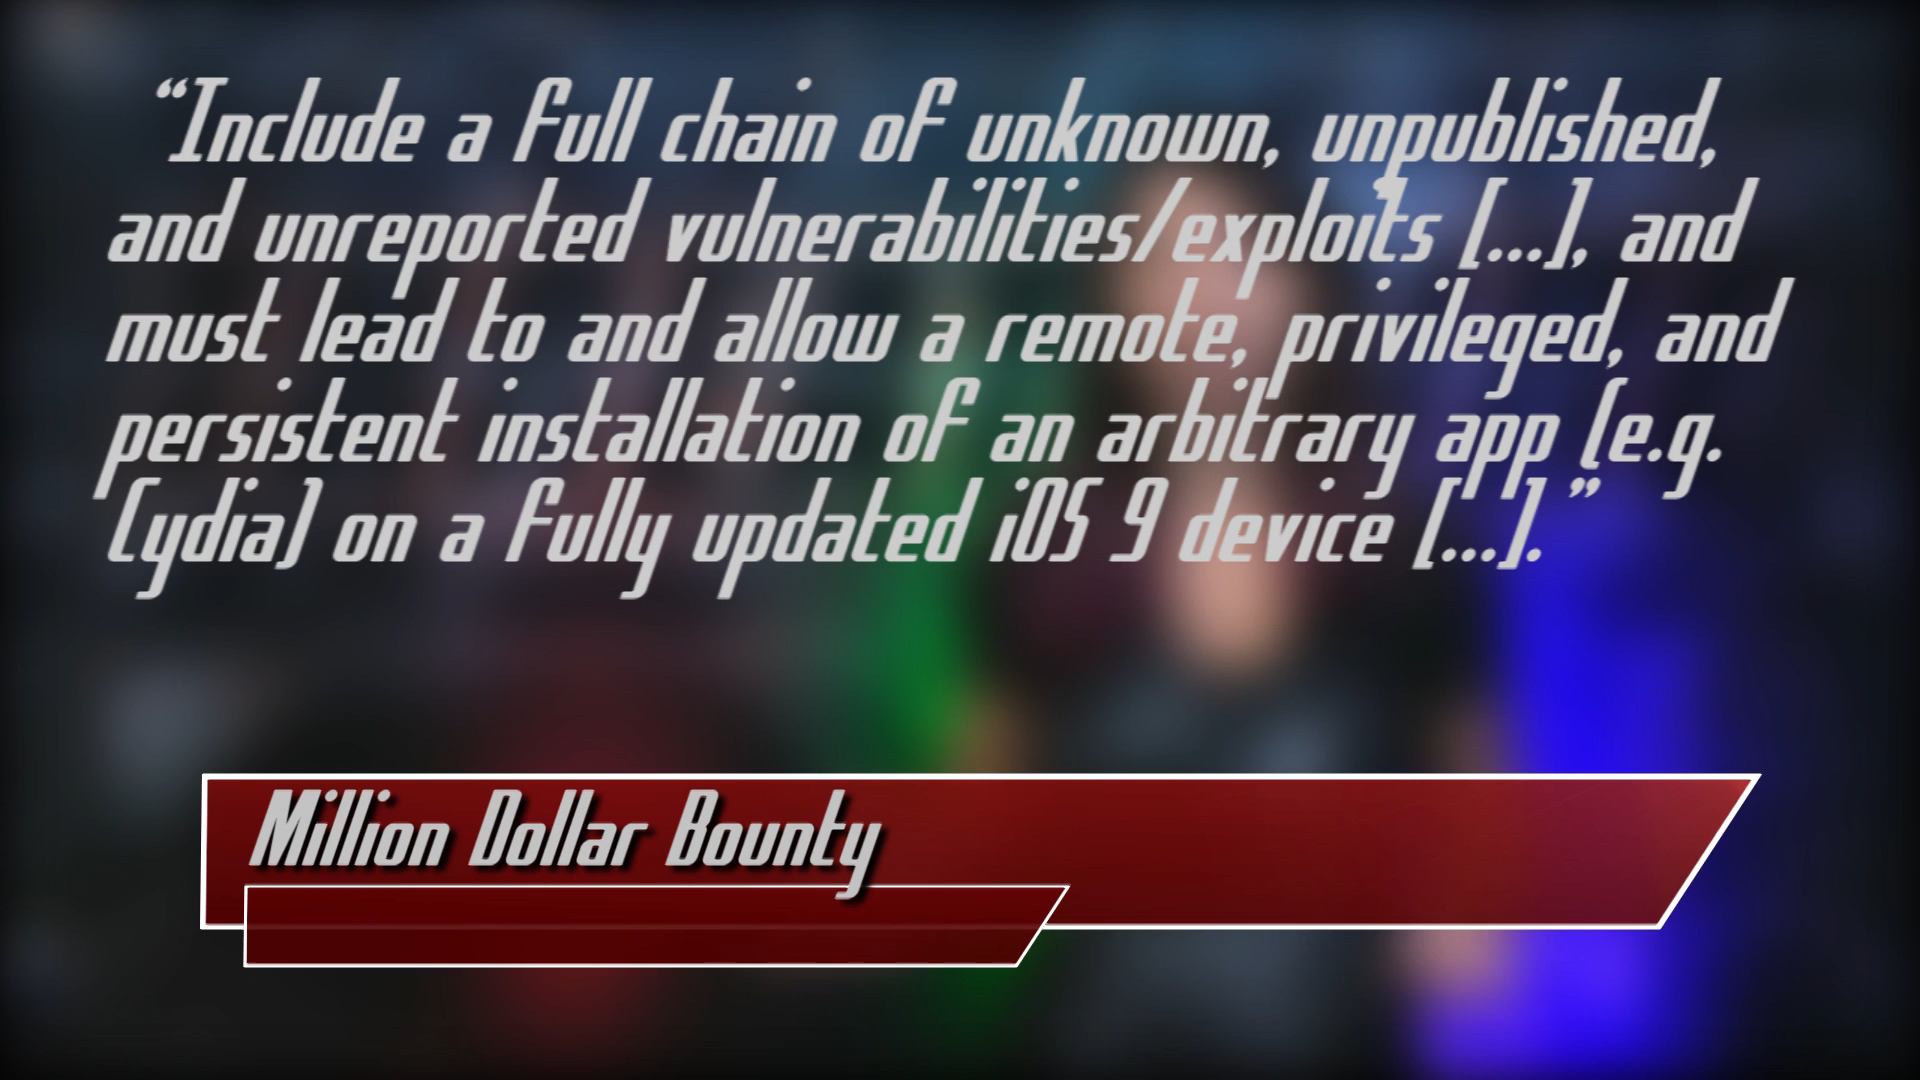 “Include a full chain of unknown, unpublished,
and unreported vulnerabilities/exploits [...], and
must lead to and allow a remote, privileged, and
persistent installation of an arbitrary app (e.g.
Cydia) on a fully updated iOS 9 device [...].”
Million Dollar Bounty